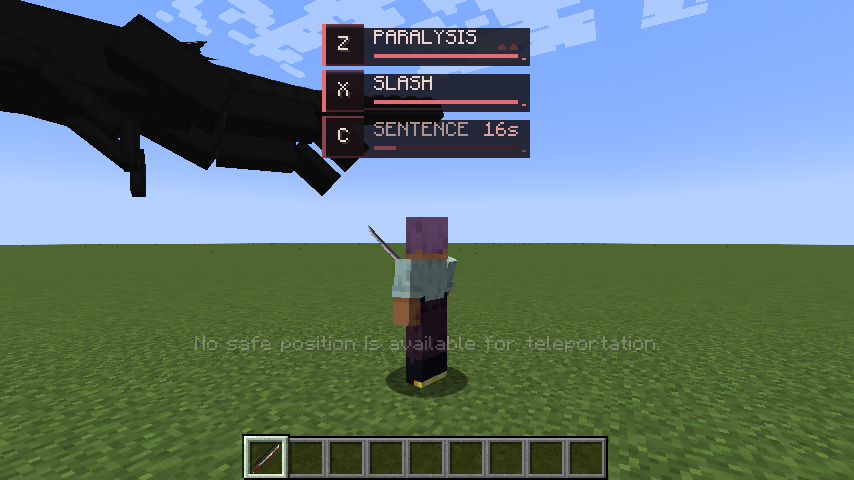 Z PARALYSIS
X SLASH
C SENTENCE 16s
No safe position is available for teleportation.